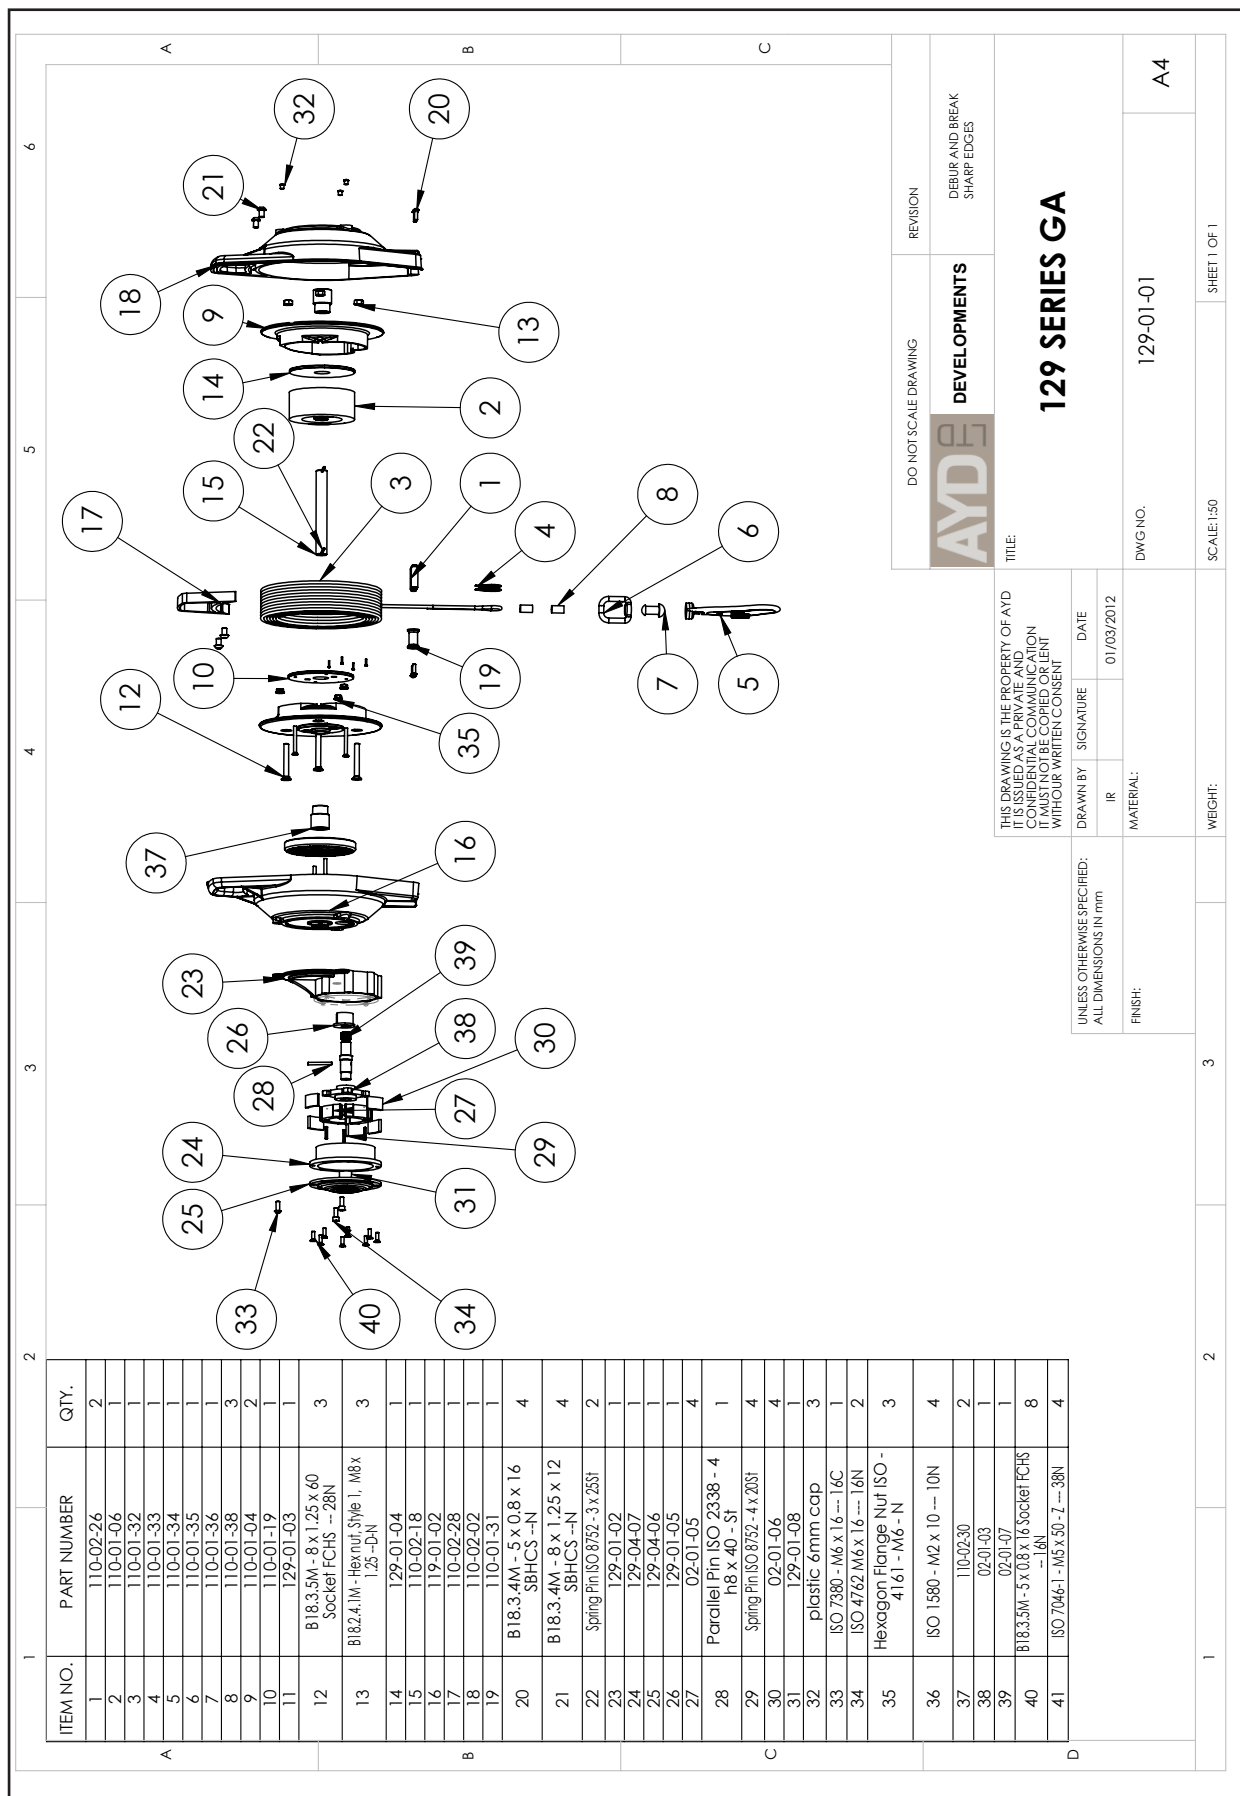 1 2 3 4 5 6
A
B
C
D
ITEM NO. PART NUMBER QTY.
1 110-02-26 2
2 110-01-06 1
3 110-01-32 1
4 110-01-33 1
5 110-01-34 1
6 110-01-35 1
7 110-01-36 1
8 110-01-38 3
9 110-01-04 2
10 110-01-19 1
11 129-01-03 1
12 B18.3.5M - 8 x 1.25 x 60
Socket FCHS -- 28N 3
13 B18.2.4.1M - Hex nut, Style 1, M8 x
1.25 --D-N 3
14 129-01-04 1
15 110-02-18 1
16 119-01-02 1
17 110-02-28 1
18 110-02-02 1
19 110-01-31 1
20 B18.3.4M - 5 x 0.8 x 16
SBHCS --N 4
21 B18.3.4M - 8 x 1.25 x 12
SBHCS --N 4
22 Spring Pin ISO 8752 - 3 x 25St 2
23 129-01-02 1
24 129-04-07 1
25 129-04-06 1
26 129-01-05 1
27 02-01-05 4
28 Parallel Pin ISO 2338 - 4
h8 x 40 - St 1
29 Spring Pin ISO 8752 - 4 x 20St 4
30 02-01-06 4
31 129-01-08 1
32 plastic 6mm cap 3
33 ISO 7380 - M6 x 16 --- 16C 1
34 ISO 4762 M6 x 16 --- 16N 2
35 Hexagon Flange Nut ISO -
4161 - M6 - N 3
36 ISO 1580 - M2 x 10 --- 10N 4
37 110-02-30 2
38 02-01-03 1
39 02-01-07 1
40 B18.3.5M - 5 x 0.8 x 16 Socket FCHS
-- 16N 8
41 ISO 7046-1 - M5 x 50 - Z --- 38N 4
33
40
34
25
24
31
29
28
27
26
38
30
23
39
37
16
12
10
35
19
17
15
22
3
1
4
8
6
7
5
14
2
9
13
18
21
32
20
UNLESS OTHERWISE SPECIFIED:
ALL DIMENSIONS IN mm
FINISH:
THIS DRAWING IS THE PROPERTY OF AYD
IT IS ISSUED AS A PRIVATE AND
CONFIDENTIAL COMMUNICATION
IT MUST NOT BE COPIED OR LENT
WITHOUR WRITTEN CONSENT
DRAWN BY SIGNATURE DATE
IR 01/03/2012
MATERIAL:
WEIGHT:
DO NOT SCALE DRAWING
REVISION
AYD LTD
DEVELOPMENTS
DEBUR AND BREAK
SHARP EDGES
TITLE:
129 SERIES GA
DWG NO.
129-01-01
A4
SCALE:1:50
SHEET 1 OF 1
A
B
C
1 2 3